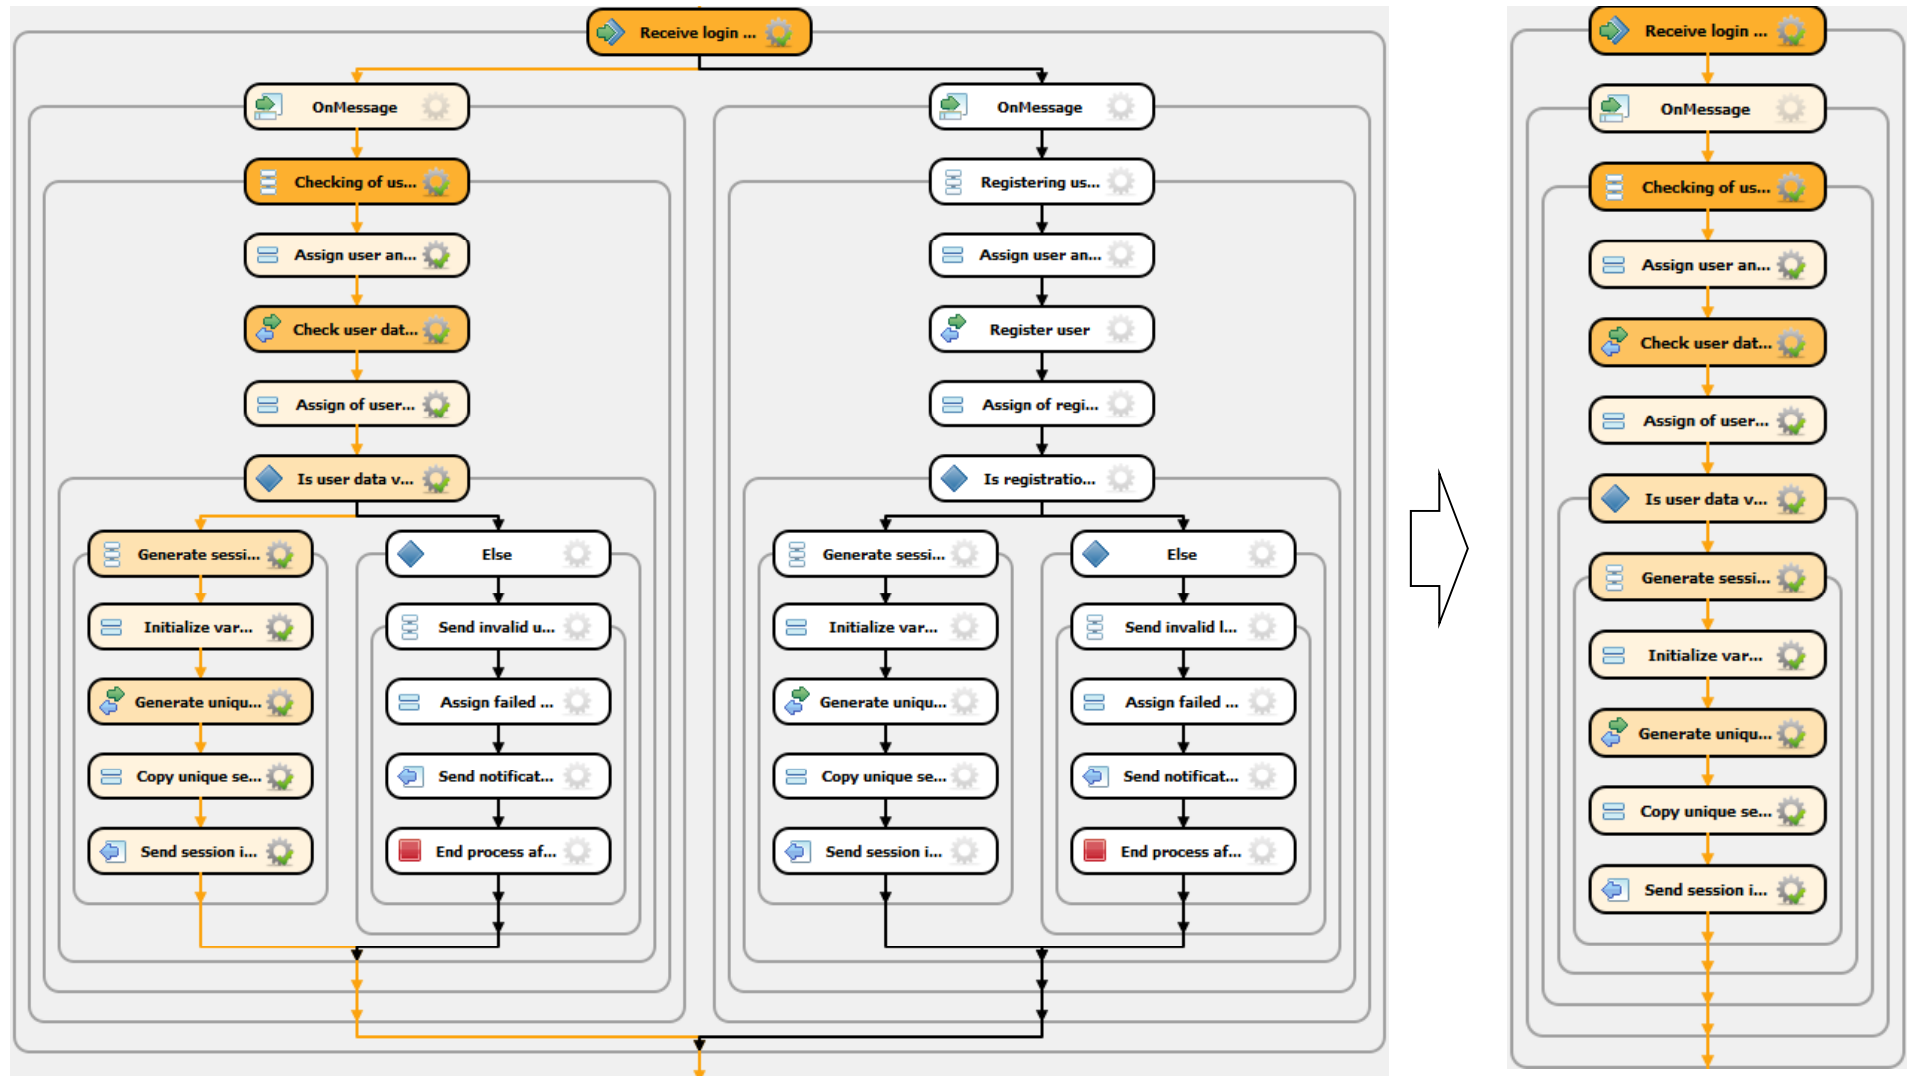 Receive login ...
OnMessage
Checking of us...
Assign user an...
Check user dat...
Assign of user...
Is user data v...
Generate sessi...
Initialize var...
Generate uniqu...
Copy unique se...
Send session i...
Else
Send invalid u...
Assign failed ...
Send notificat...
End process af...
OnMessage
Registering us...
Assign user an...
Register user
Assign of regi...
Is registratio...
Generate sessi...
Initialize var...
Generate uniqu...
Copy unique se...
Send session i...
Else
Send invalid l...
Assign failed ...
Send notificat...
End process af...
Receive login ...
OnMessage
Checking of us...
Assign user an...
Check user dat...
Assign of user...
Is user data v...
Generate sessi...
Initialize var...
Generate uniqu...
Copy unique se...
Send session i...